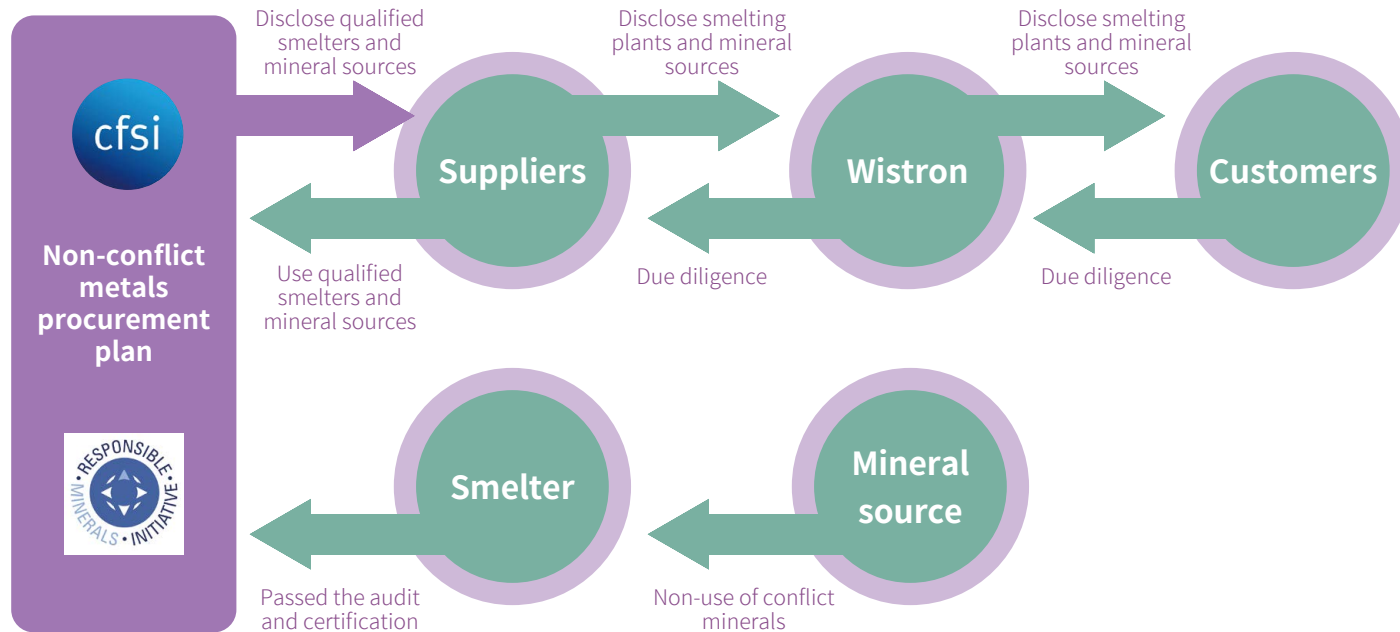 cfsi
Non-conflict
metals
procurement
plan
RESPONSIBLE
MINERALS • INITIATIVE
Disclose qualified
smelters and
mineral sources
Disclose smelting
plants and mineral
sources
Disclose smelting
plants and mineral
sources
Suppliers
Wistron
Customers
Use qualified
smelters and
mineral sources
Due diligence
Due diligence
Smelter
Mineral
source
Passed the audit
and certification
Non-use of conflict
minerals